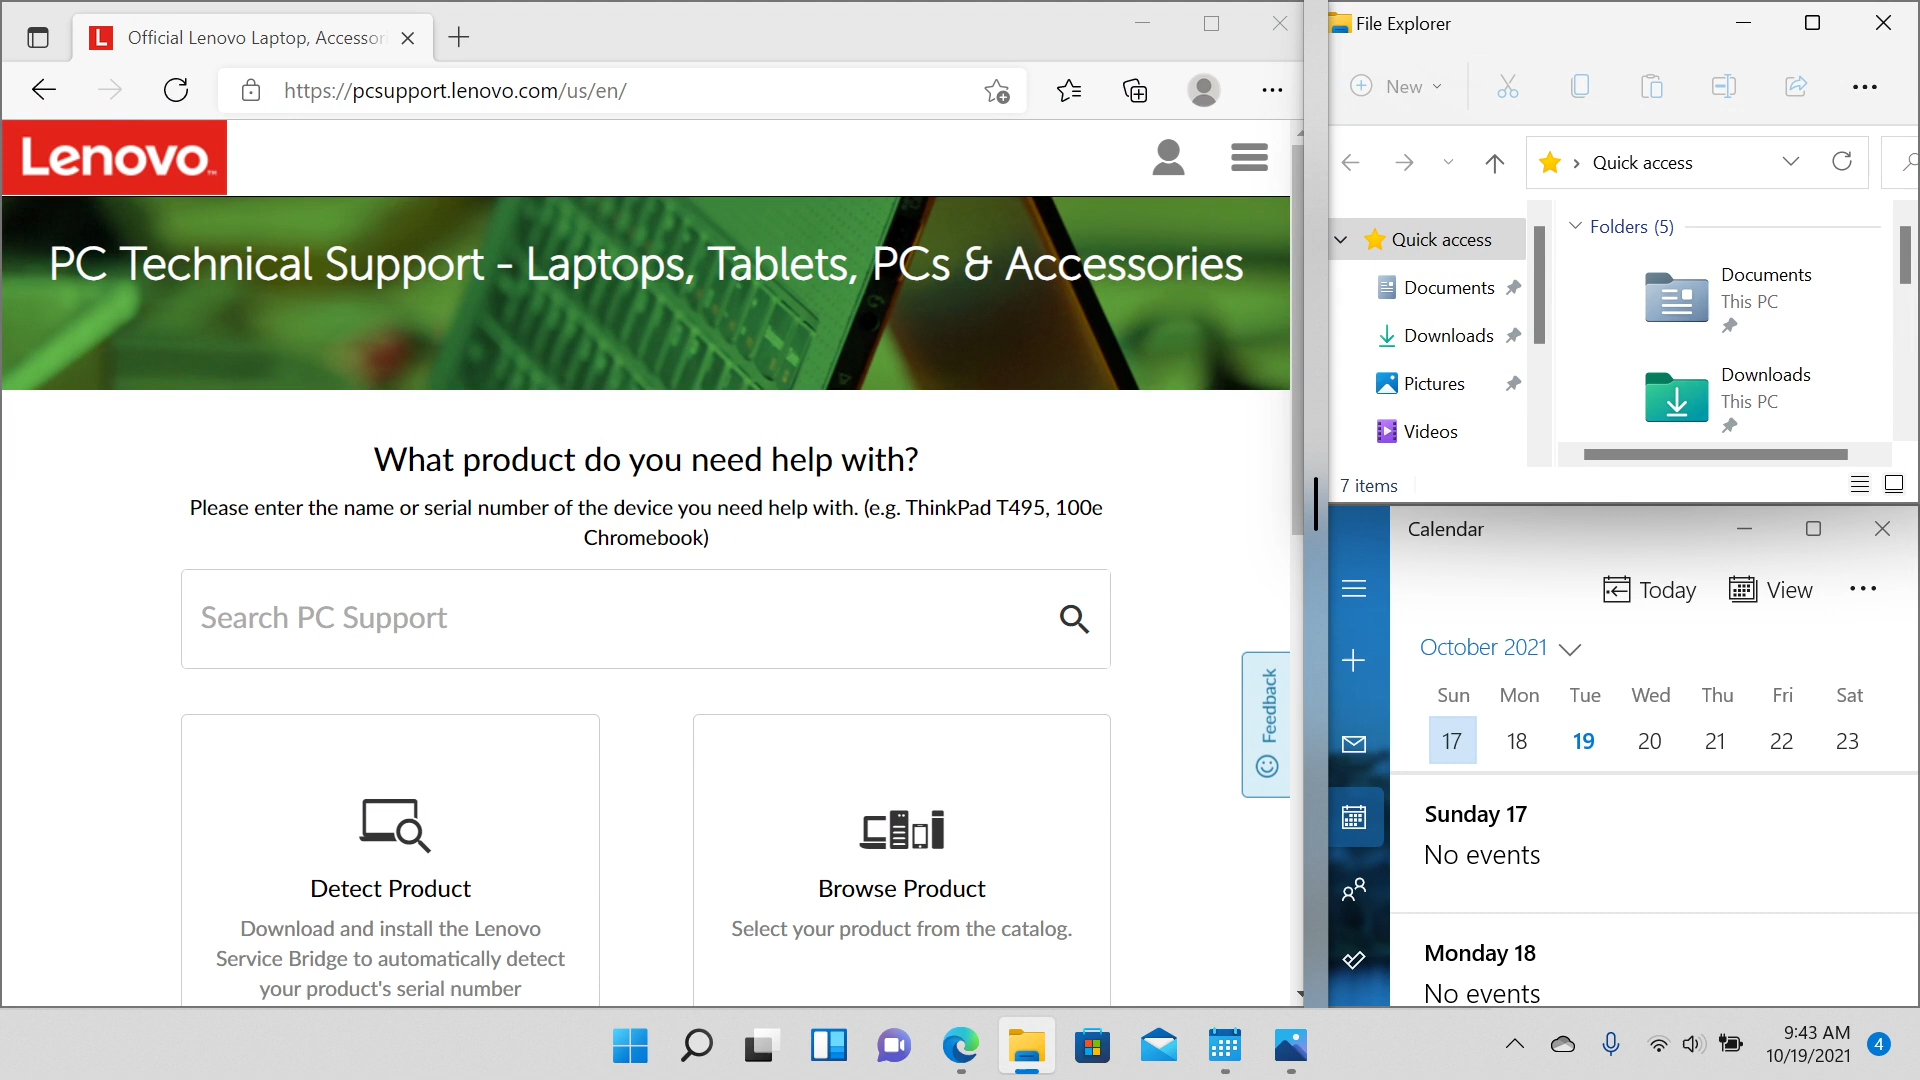 Official Lenovo Laptop, Accessori
https://pcsupport.lenovo.com/us/en/
Lenovo
PC Technical Support - Laptops, Tablets, PCs & Accessories
What product do you need help with?
Please enter the name or serial number of the device you need help with. (e.g. ThinkPad T495, 100e
Chromebook)
Search PC Support
Feedback
Detect Product
Download and install the Lenovo
Service Bridge to automatically detect
your product's serial number
Browse Product
Select your product from the catalog.
File Explorer
New
Quick access
Quick access
Documents
Downloads
Pictures
Videos
Folders (5)
Documents
This PC
Downloads
This PC
7 items
Calendar
Today
View
October 2021
Sun Mon Tue Wed Thu Fri Sat
17 18 19 20 21 22 23
Sunday 17
No events
Monday 18
No events
9:43 AM
10/19/2021
4